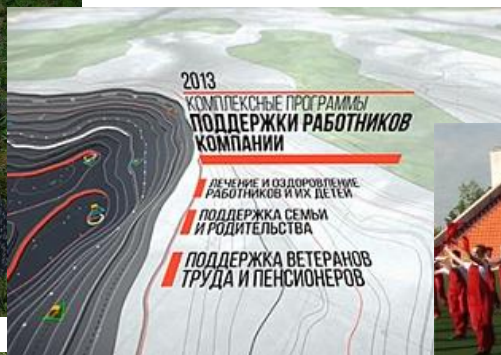 2013
КОМПЛЕКСНЫЕ ПРОГРАММЫ
ПОДДЕРЖКИ РАБОТНИКОВ
КОМПАНИИ
ЛЕЧЕНИЕ И ОЗДОРОВЛЕНИЕ
РАБОТНИКОВ И ИХ ДЕТЕЙ
ПОДДЕРЖКА СЕМЬИ
И РОДИТЕЛЬСТВА
ПОДДЕРЖКА ВЕТЕРАНОВ
ТРУДА И ПЕНСИОНЕРОВ